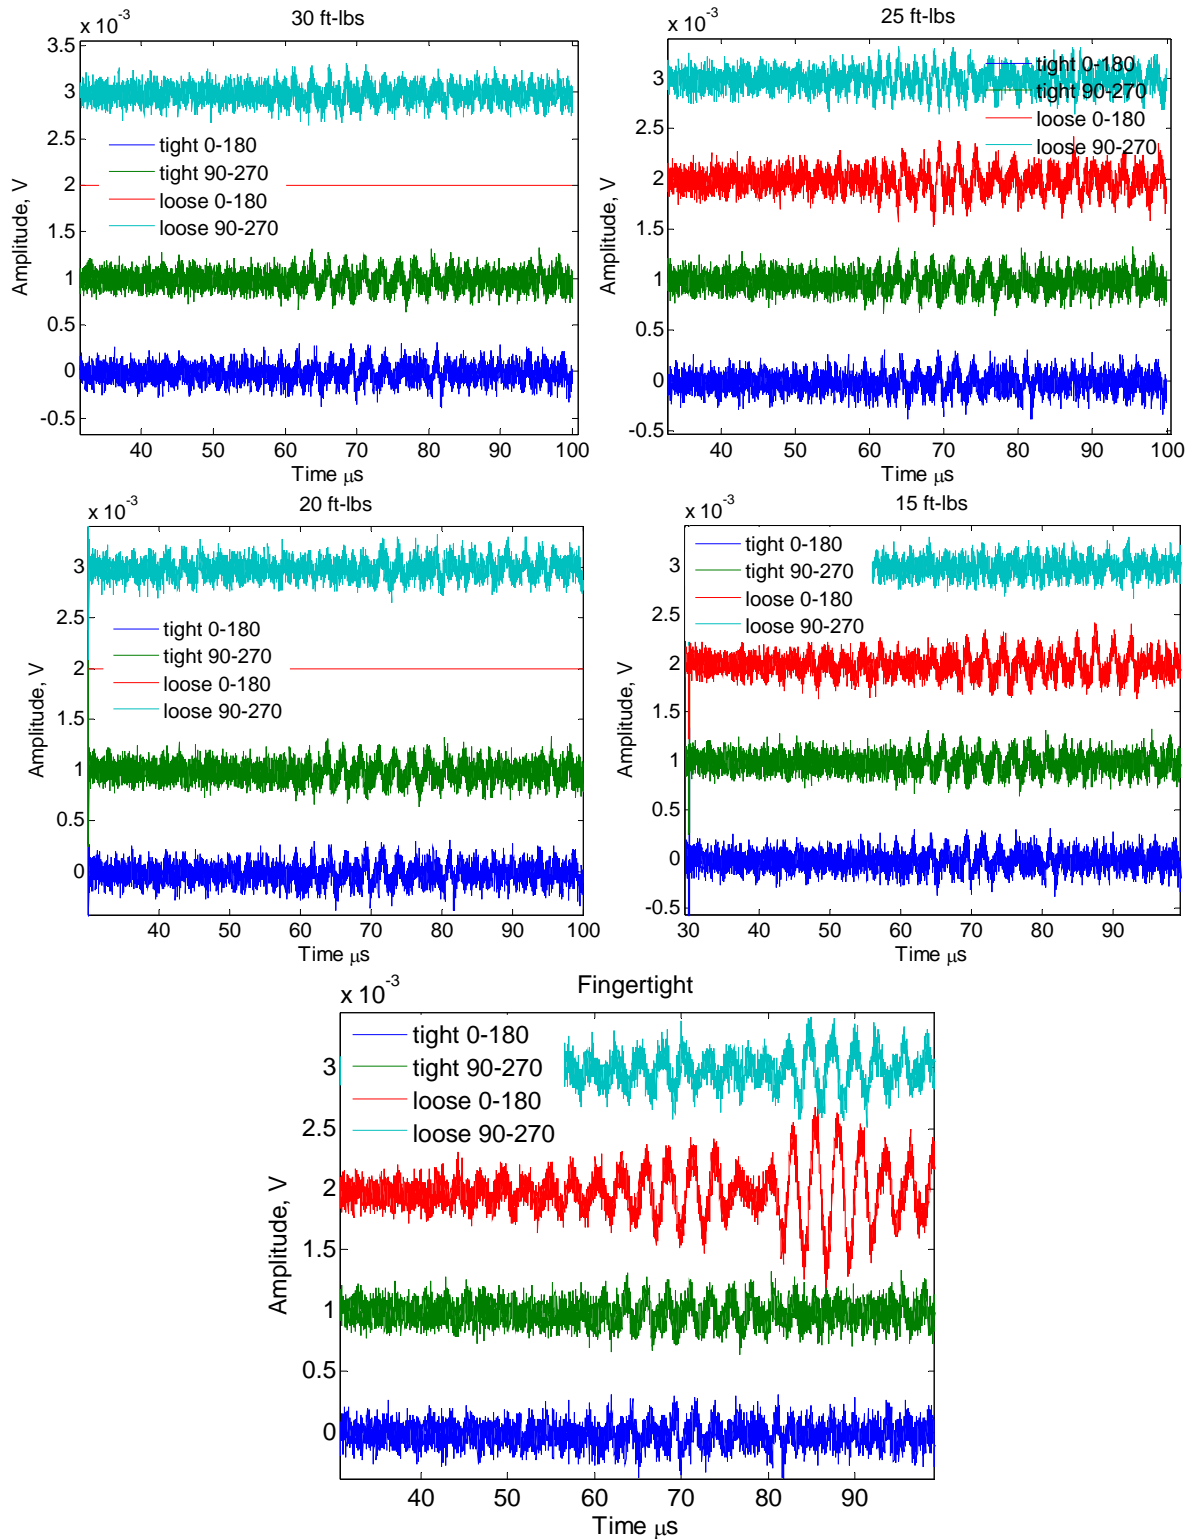 30 ft-lbs
x 10^-3
3.5
3
2.5
2
1.5
1
0.5
0
-0.5
Amplitude, V
tight 0-180
tight 90-270
loose 0-180
loose 90-270
40 50 60 70 80 90 100
Time μs
25 ft-lbs
x 10^-3
3
2.5
2
1.5
1
0.5
0
-0.5
Amplitude, V
tight 0-180
tight 90-270
loose 0-180
loose 90-270
40 50 60 70 80 90 100
Time μs
20 ft-lbs
x 10^-3
3
2.5
2
1.5
1
0.5
0
Amplitude, V
tight 0-180
tight 90-270
loose 0-180
loose 90-270
40 50 60 70 80 90 100
Time μs
15 ft-lbs
x 10^-3
3
2.5
2
1.5
1
0.5
0
-0.5
Amplitude, V
tight 0-180
tight 90-270
loose 0-180
loose 90-270
30 40 50 60 70 80 90
Time μs
Fingertight
x 10^-3
3
2.5
2
1.5
1
0.5
0
Amplitude, V
tight 0-180
tight 90-270
loose 0-180
loose 90-270
40 50 60 70 80 90
Time μs